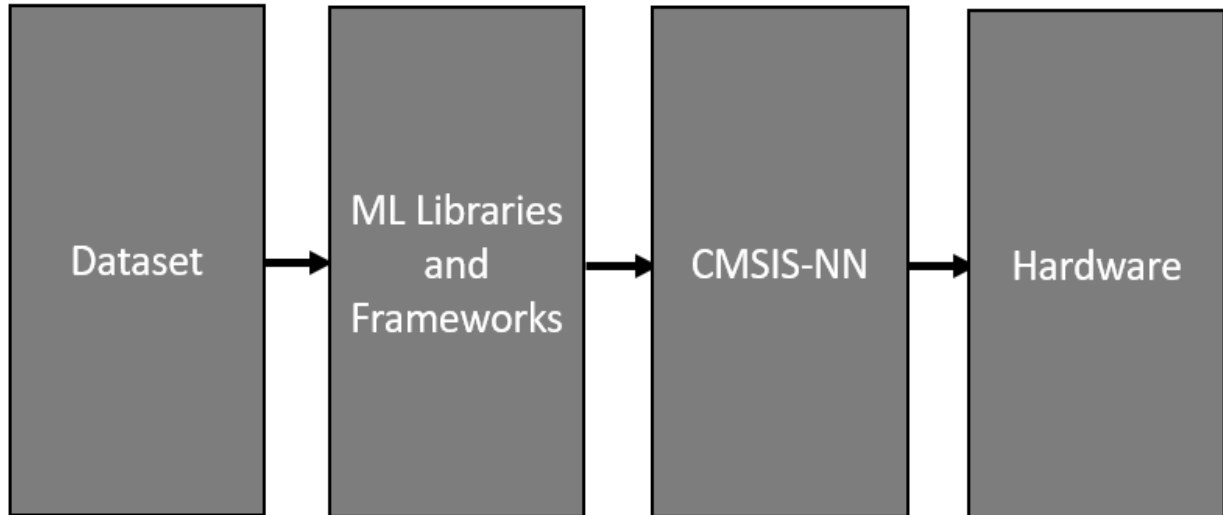 Dataset
ML Libraries
and
Frameworks
CMSIS-NN
Hardware